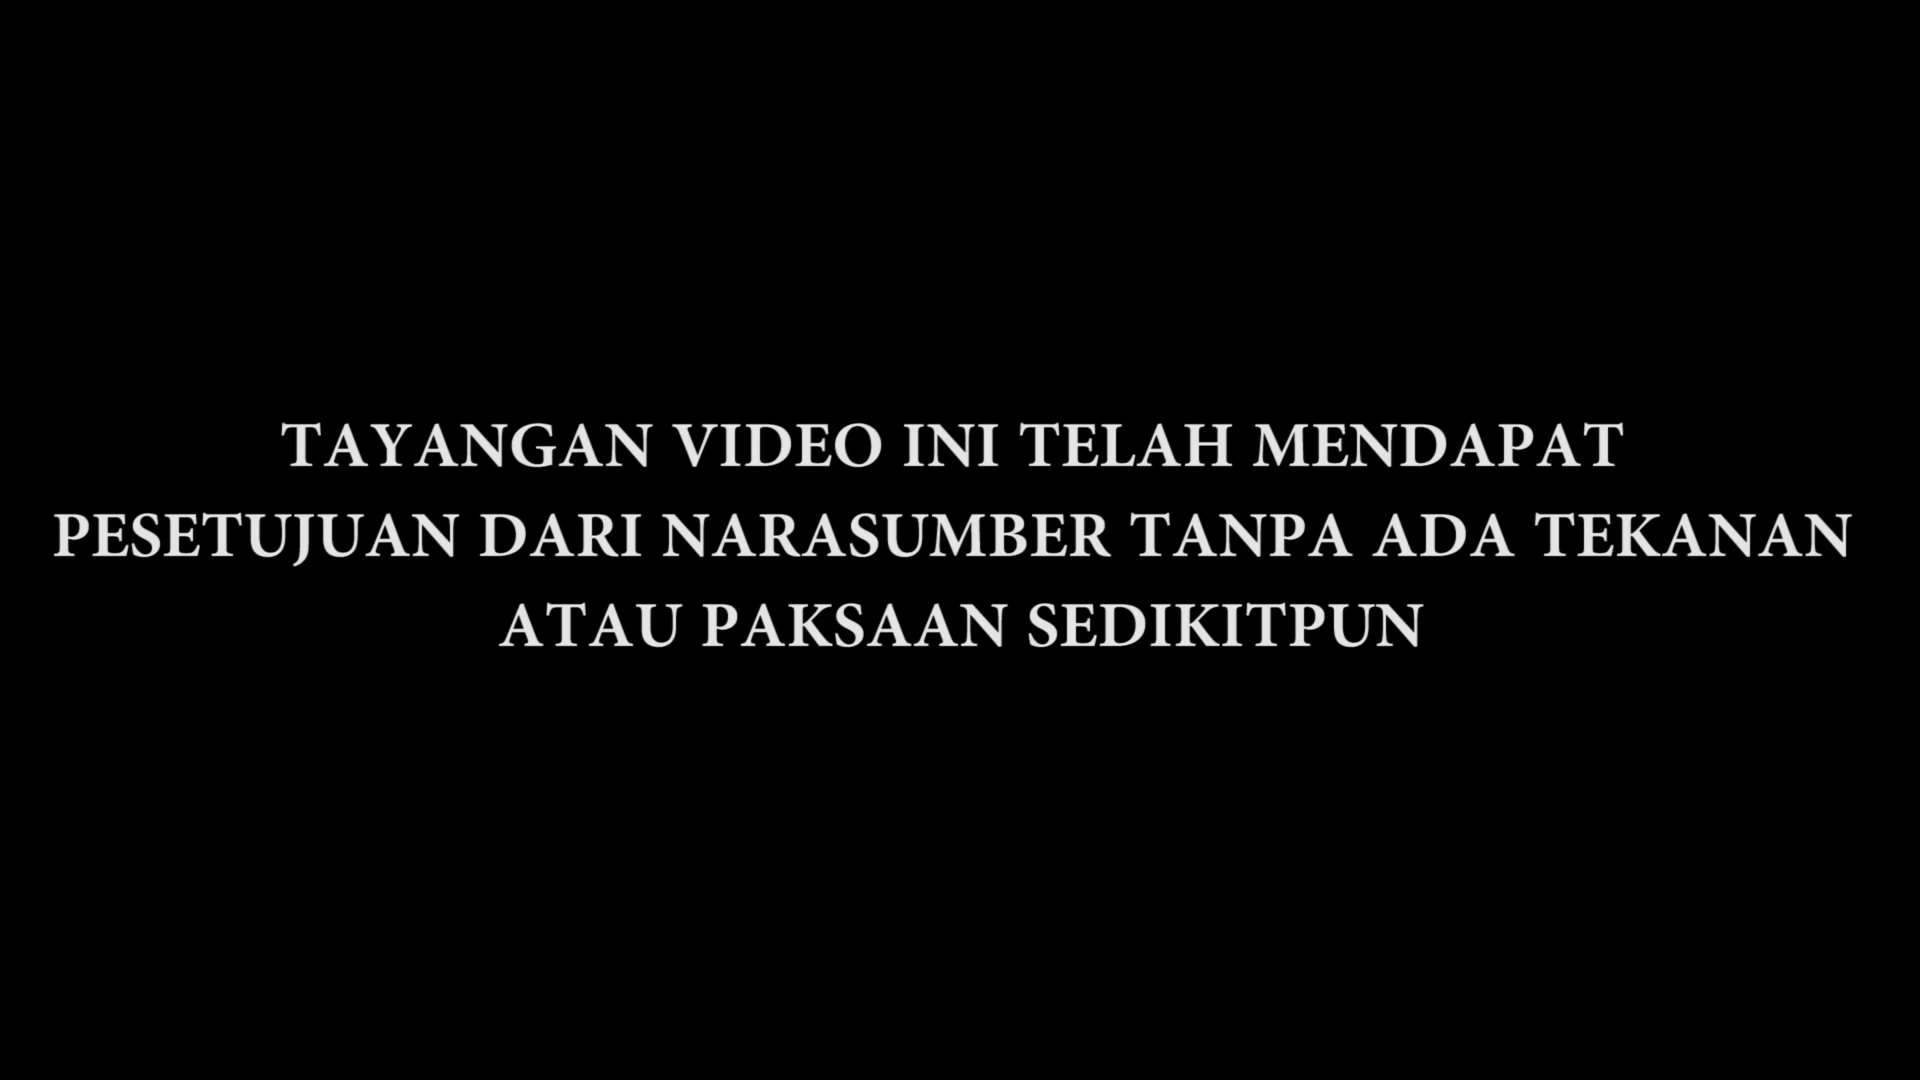 TAYANGAN VIDEO INI TELAH MENDAPAT
PESETUJUAN DARI NARASUMBER TANPA ADA TEKANAN
ATAU PAKSAAN SEDIKITPUN